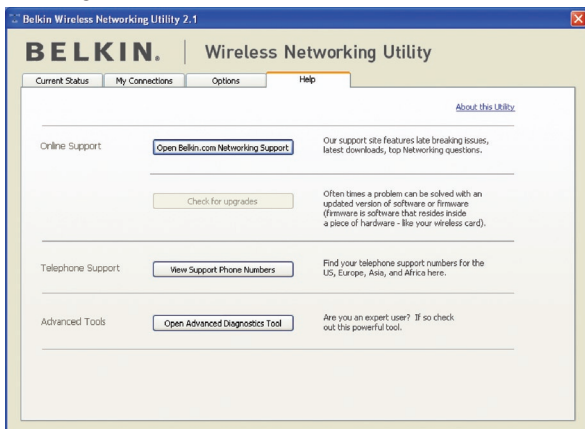 Belkin Wireless Networking Utility 2.1
BELKIN. Wireless Networking Utility
Current Status My Connections Options Help
About this Utility
Online Support
Open Belkin.com Networking Support
Our support site features late breaking issues,
latest downloads, top Networking questions.
Check for upgrades
Often times a problem can be solved with an
updated version of software or firmware
(firmware is software that resides inside
a piece of hardware - like your wireless card).
Telephone Support
View Support Phone Numbers
Find your telephone support numbers for the
US, Europe, Asia, and Africa here.
Advanced Tools
Open Advanced Diagnostics Tool
Are you an expert user? If so check
out this powerful tool.